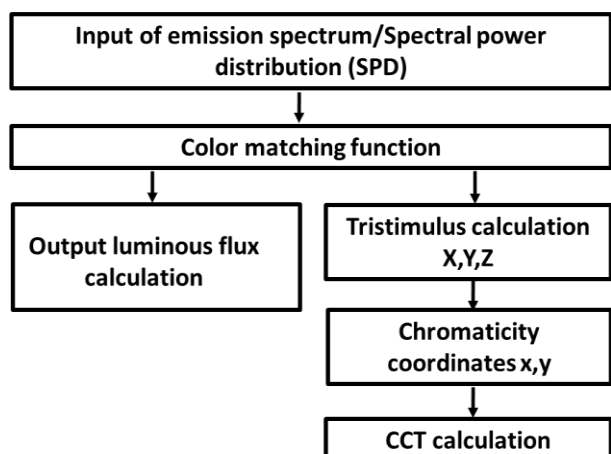 Input of emission spectrum/Spectral power
distribution (SPD)
Color matching function
Output luminous flux
calculation
Tristimulus calculation
X,Y,Z
Chromaticity
coordinates x,y
CCT calculation